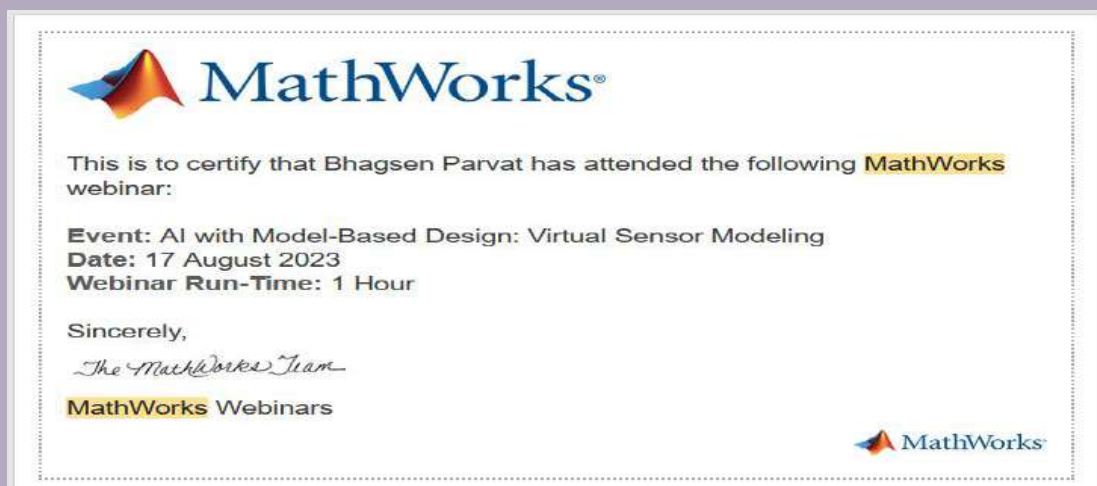 MathWorks®
This is to certify that Bhagsen Parvat has attended the following MathWorks
webinar:
Event: AI with Model-Based Design: Virtual Sensor Modeling
Date: 17 August 2023
Webinar Run-Time: 1 Hour
Sincerely,
The MathWorks Team
MathWorks Webinars
MathWorks